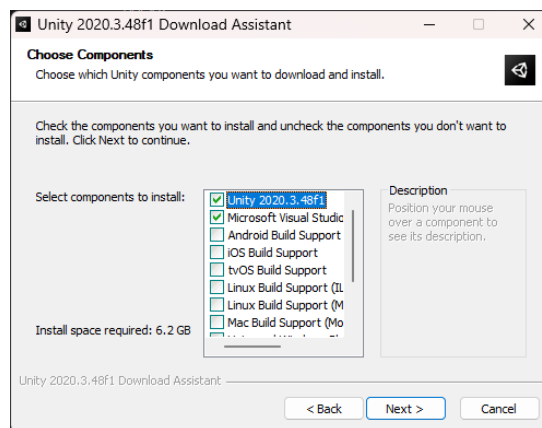 Unity 2020.3.48f1 Download Assistant
Choose Components
Choose which Unity components you want to download and install.
Check the components you want to install and uncheck the components you don't want to
install. Click Next to continue.
Select components to install:
Unity 2020.3.48f1
Microsoft Visual Studio
Android Build Support
iOS Build Support
tvOS Build Support
Linux Build Support (IL
Linux Build Support (M
Mac Build Support (Mo
Description
Position your mouse
over a component to
see its description.
Install space required: 6.2 GB
Unity 2020.3.48f1 Download Assistant
< Back
Next >
Cancel